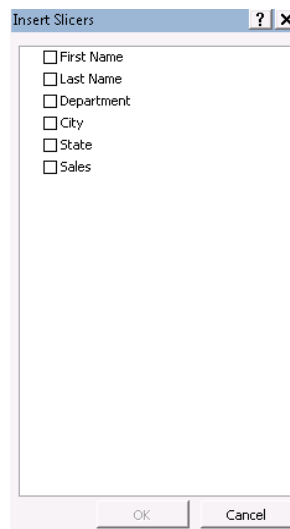 Insert Slicers ? X
First Name
Last Name
Department
City
State
Sales
OK Cancel